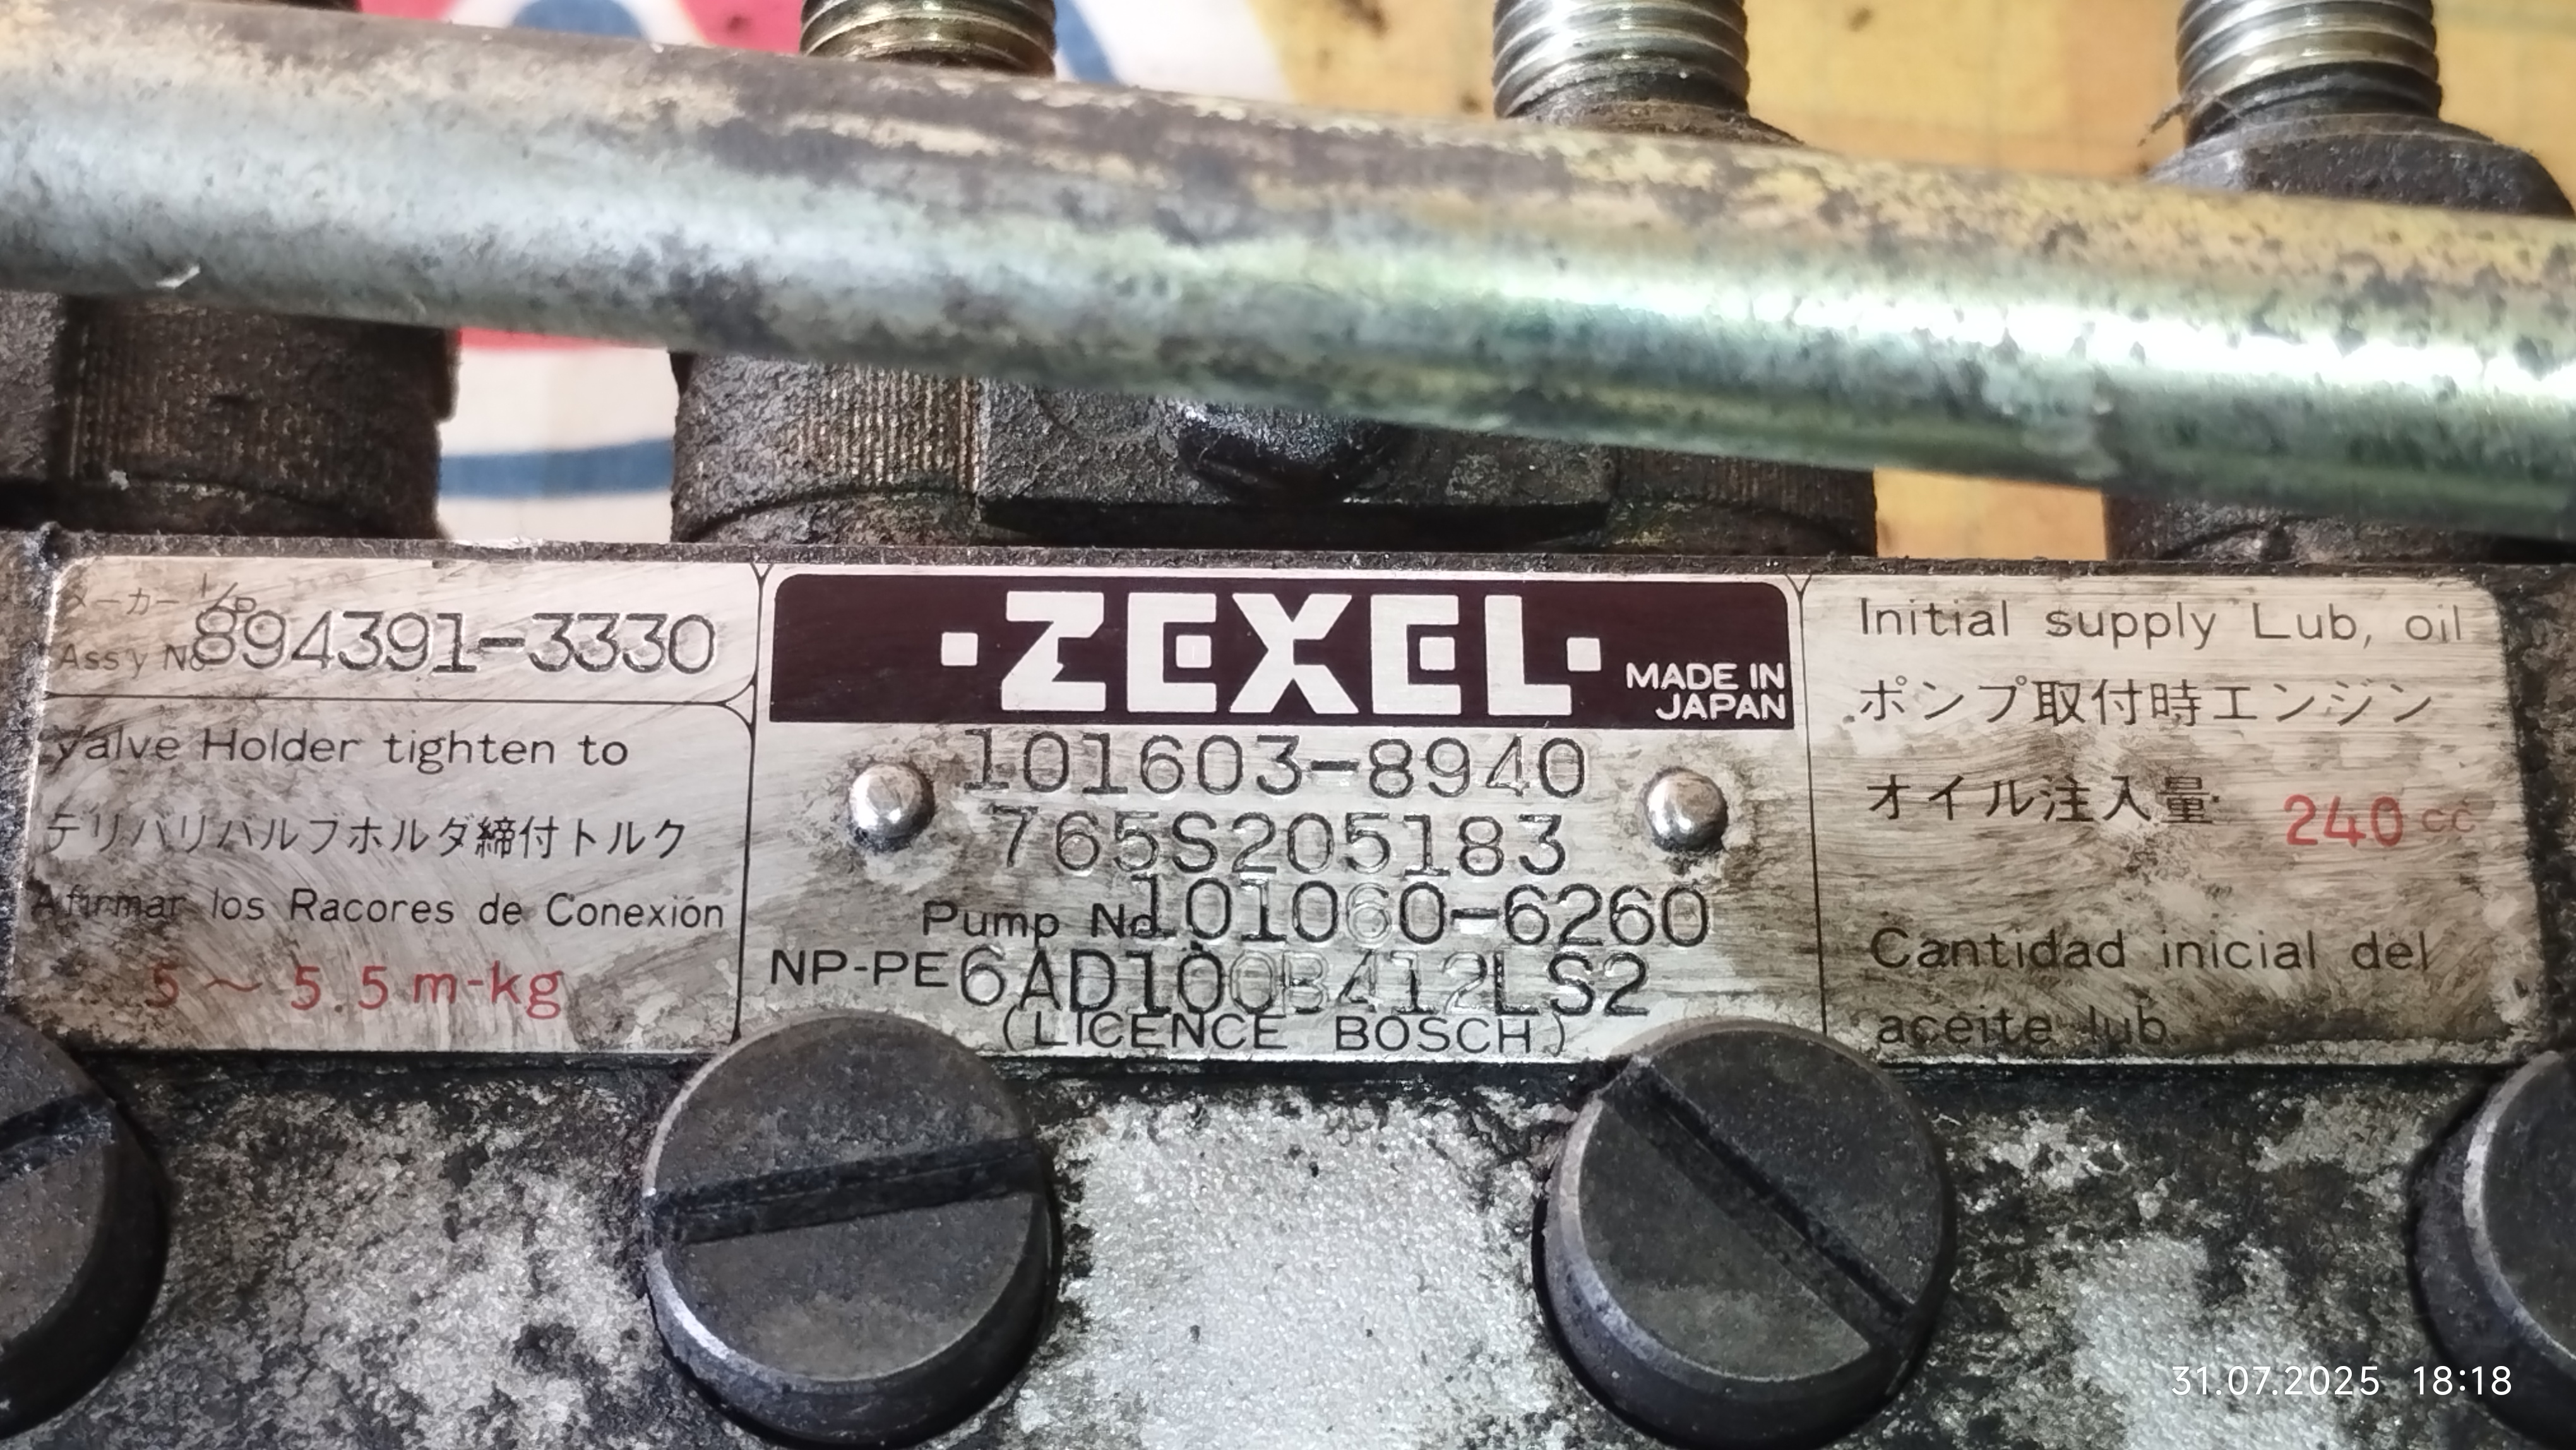 メーカー I/P
Ass'y No 894391-3330
Valve Holder tighten to
デリバリバルブホルダ締付トルク
Afirmar los Racores de Conexión
5 ~ 5.5 m-kg
·ZEXEL·
MADE IN
JAPAN
101603-8940
765S205183
Pump No. 101060-6260
NP-PE 6AD100B412LS2
(LICENCE BOSCH)
Initial supply Lub, oil
ポンプ取付時エンジン
オイル注入量 240 cc
Cantidad inicial del
aceite lub.
31.07.2025 18:18